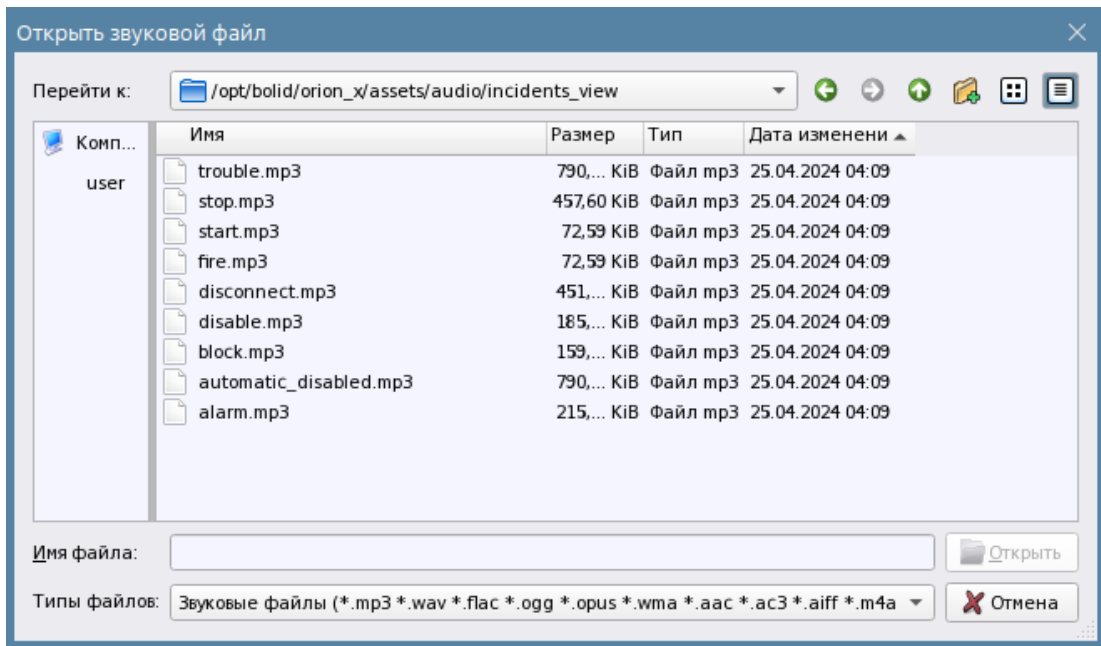 Открыть звуковой файл
Перейти к: /opt/bolid/orion_x/assets/audio/incidents_view
Комп...
user
Имя Размер Тип Дата изменени
trouble.mp3 790,... KiB Файл mp3 25.04.2024 04:09
stop.mp3 457,60 KiB Файл mp3 25.04.2024 04:09
start.mp3 72,59 KiB Файл mp3 25.04.2024 04:09
fire.mp3 72,59 KiB Файл mp3 25.04.2024 04:09
disconnect.mp3 451,... KiB Файл mp3 25.04.2024 04:09
disable.mp3 185,... KiB Файл mp3 25.04.2024 04:09
block.mp3 159,... KiB Файл mp3 25.04.2024 04:09
automatic_disabled.mp3 790,... KiB Файл mp3 25.04.2024 04:09
alarm.mp3 215,... KiB Файл mp3 25.04.2024 04:09
Имя файла: Открыть
Типы файлов: Звуковые файлы (*.mp3 *.wav *.flac *.ogg *.opus *.wma *.aac *.ac3 *.aiff *.m4a Отмена